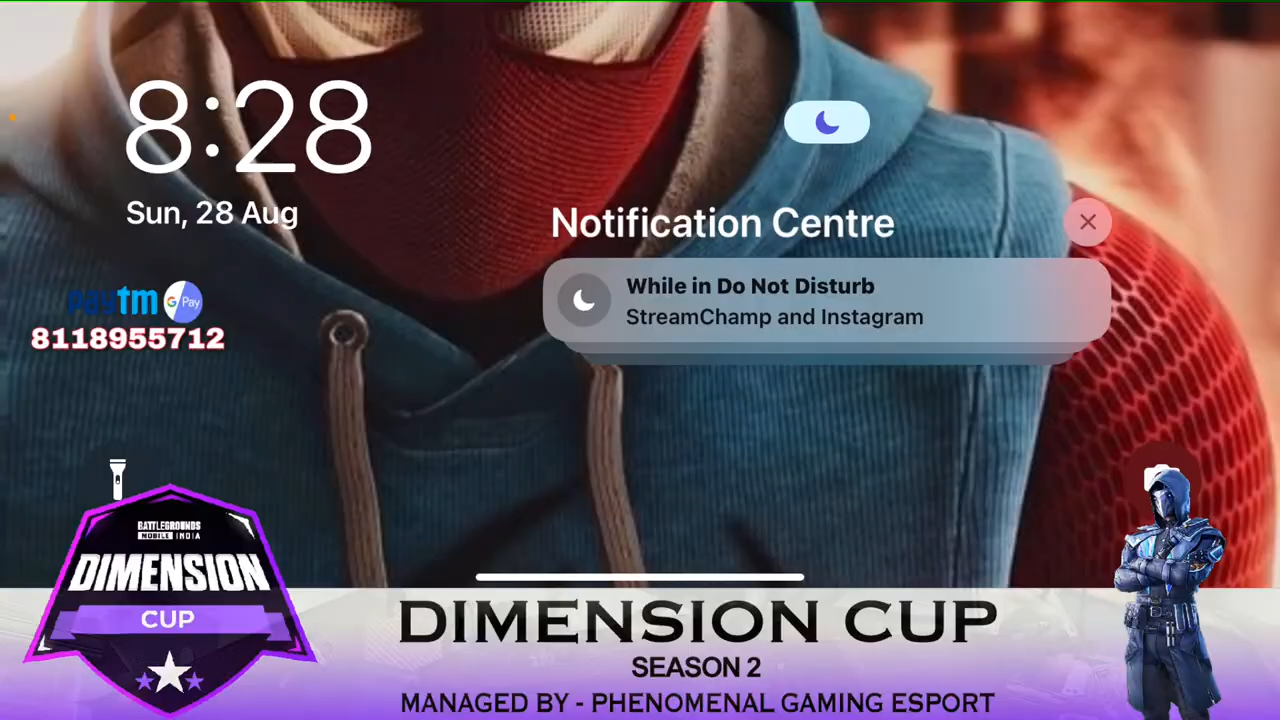 8:28
Sun, 28 Aug
Notification Centre
While in Do Not Disturb
StreamChamp and Instagram
paytm G Pay
8118955712
BATTLEGROUNDS
MOBILE INDIA
DIMENSION
CUP
DIMENSION CUP
SEASON 2
MANAGED BY - PHENOMENAL GAMING ESPORT